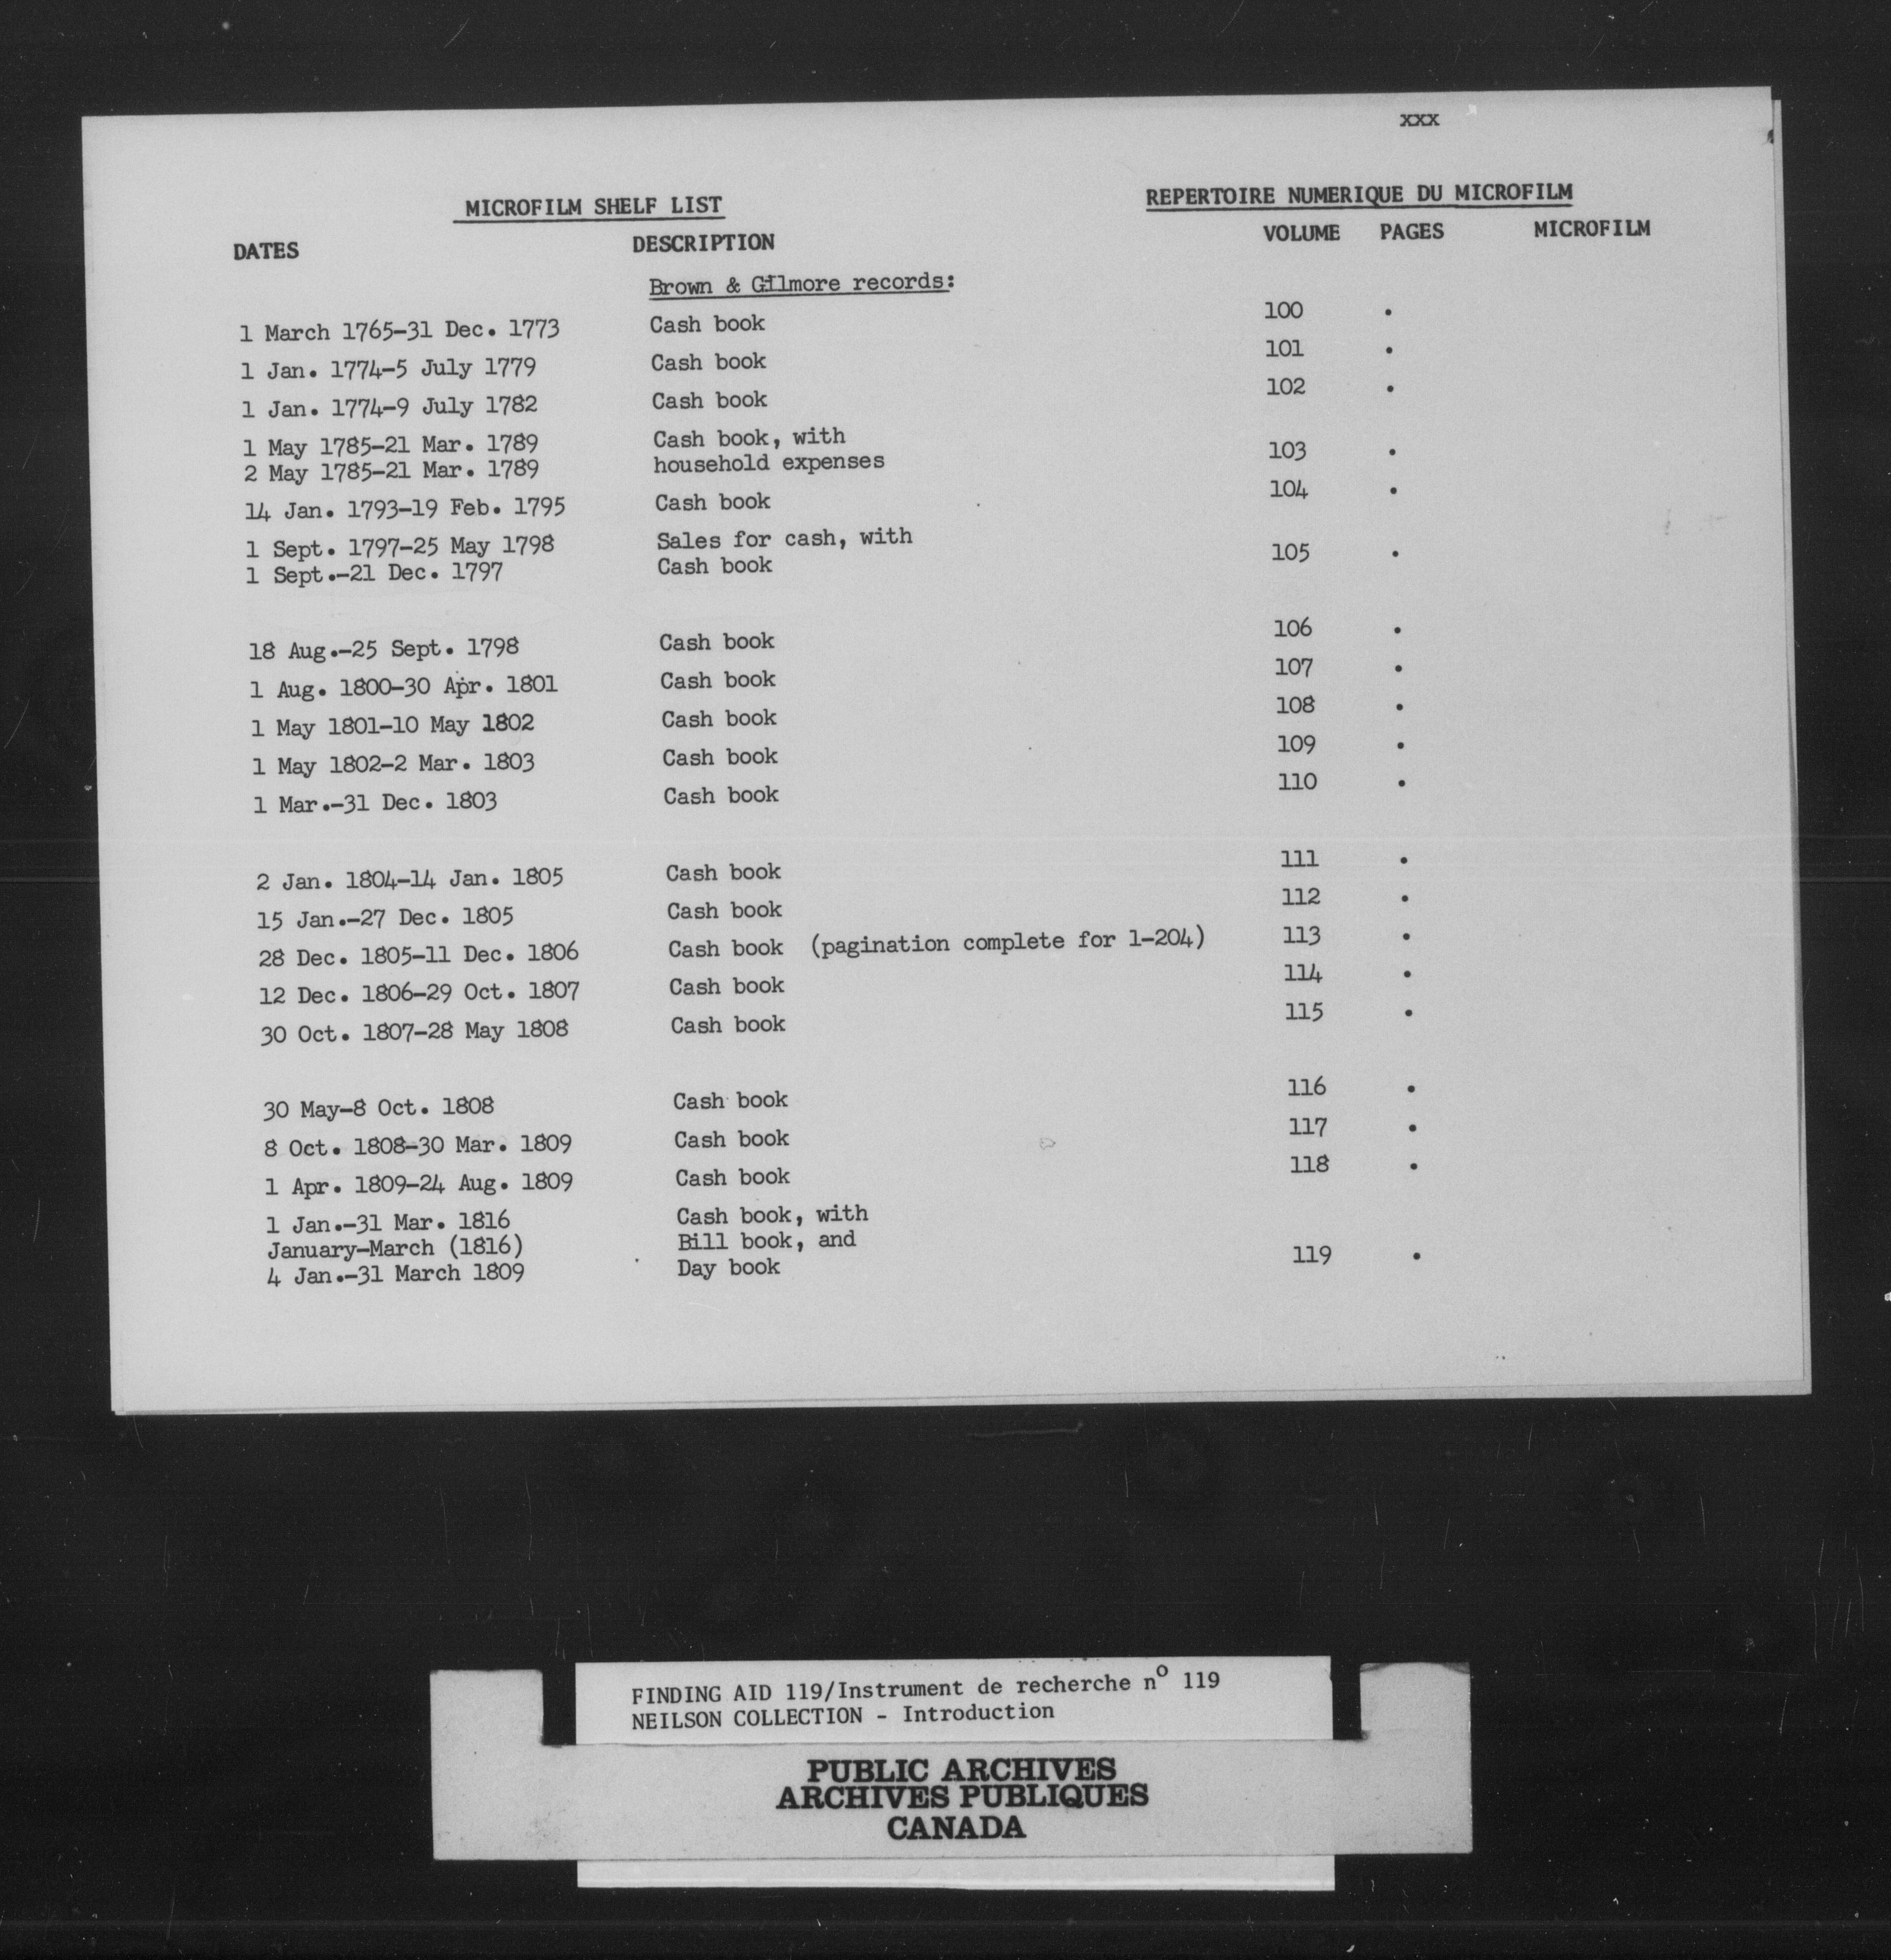 xxx
MICROFILM SHELF LIST REPERTOIRE NUMERIQUE DU MICROFILM
DATES DESCRIPTION VOLUME PAGES MICROFILM
Brown & Gilmore records:
1 March 1765-31 Dec. 1773 Cash book 100 .
1 Jan. 1774-5 July 1779 Cash book 101 .
1 Jan. 1774-9 July 1782 Cash book 102 .
1 May 1785-21 Mar. 1789 Cash book, with
2 May 1785-21 Mar. 1789 household expenses 103 .
14 Jan. 1793-19 Feb. 1795 Cash book 104 .
1 Sept. 1797-25 May 1798 Sales for cash, with
1 Sept.-21 Dec. 1797 Cash book 105 .
18 Aug.-25 Sept. 1798 Cash book 106 .
1 Aug. 1800-30 Apr. 1801 Cash book 107 .
1 May 1801-10 May 1802 Cash book 108 .
1 May 1802-2 Mar. 1803 Cash book 109 .
1 Mar.-31 Dec. 1803 Cash book 110 .
2 Jan. 1804-14 Jan. 1805 Cash book 111 .
15 Jan.-27 Dec. 1805 Cash book 112 .
28 Dec. 1805-11 Dec. 1806 Cash book (pagination complete for 1-204) 113 .
12 Dec. 1806-29 Oct. 1807 Cash book 114 .
30 Oct. 1807-28 May 1808 Cash book 115 .
30 May-8 Oct. 1808 Cash book 116 .
8 Oct. 1808-30 Mar. 1809 Cash book 117 .
1 Apr. 1809-24 Aug. 1809 Cash book 118 .
1 Jan.-31 Mar. 1816 Cash book, with
January-March (1816) Bill book, and
4 Jan.-31 March 1809 Day book 119 .
FINDING AID 119/Instrument de recherche nº 119
NEILSON COLLECTION - Introduction
PUBLIC ARCHIVES
ARCHIVES PUBLIQUES
CANADA